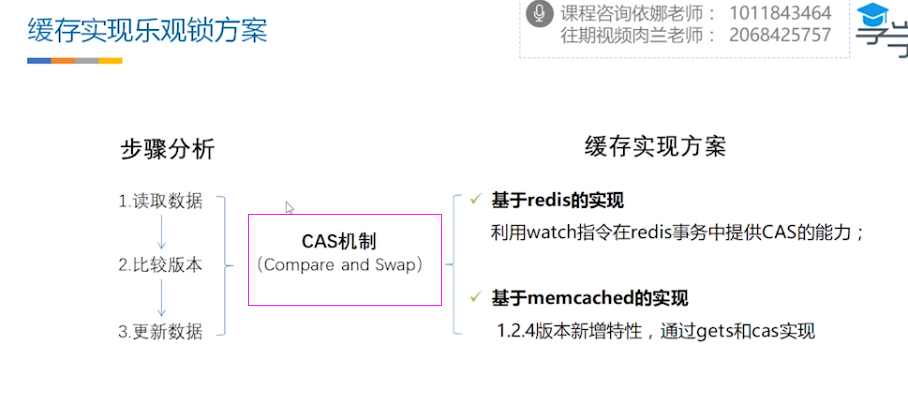 缓存实现乐观锁方案
课程咨询依娜老师： 1011843464
往期视频肉兰老师： 2068425757
步骤分析
缓存实现方案
1.读取数据
2.比较版本
3.更新数据
CAS机制
（Compare and Swap）
基于redis的实现
利用watch指令在redis事务中提供CAS的能力；
基于memcached的实现
1.2.4版本新增特性，通过gets和cas实现